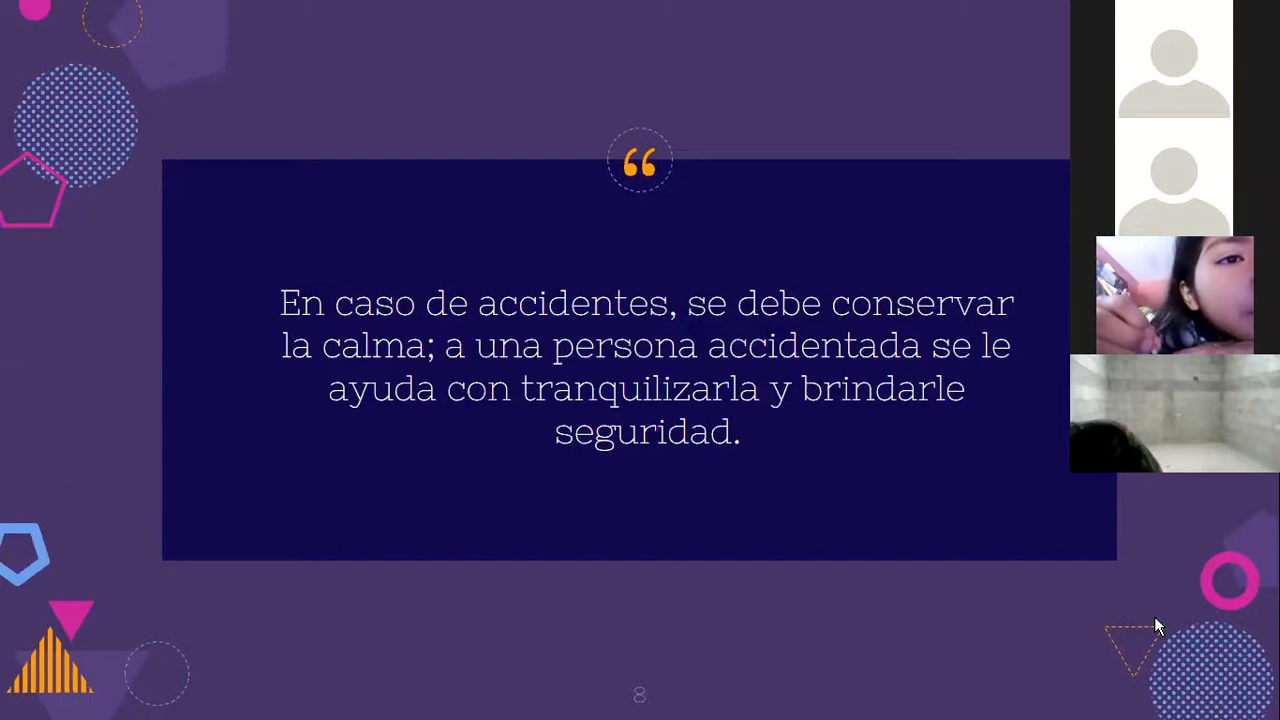 “
En caso de accidentes, se debe conservar
la calma; a una persona accidentada se le
ayuda con tranquilizarla y brindarle
seguridad.
8